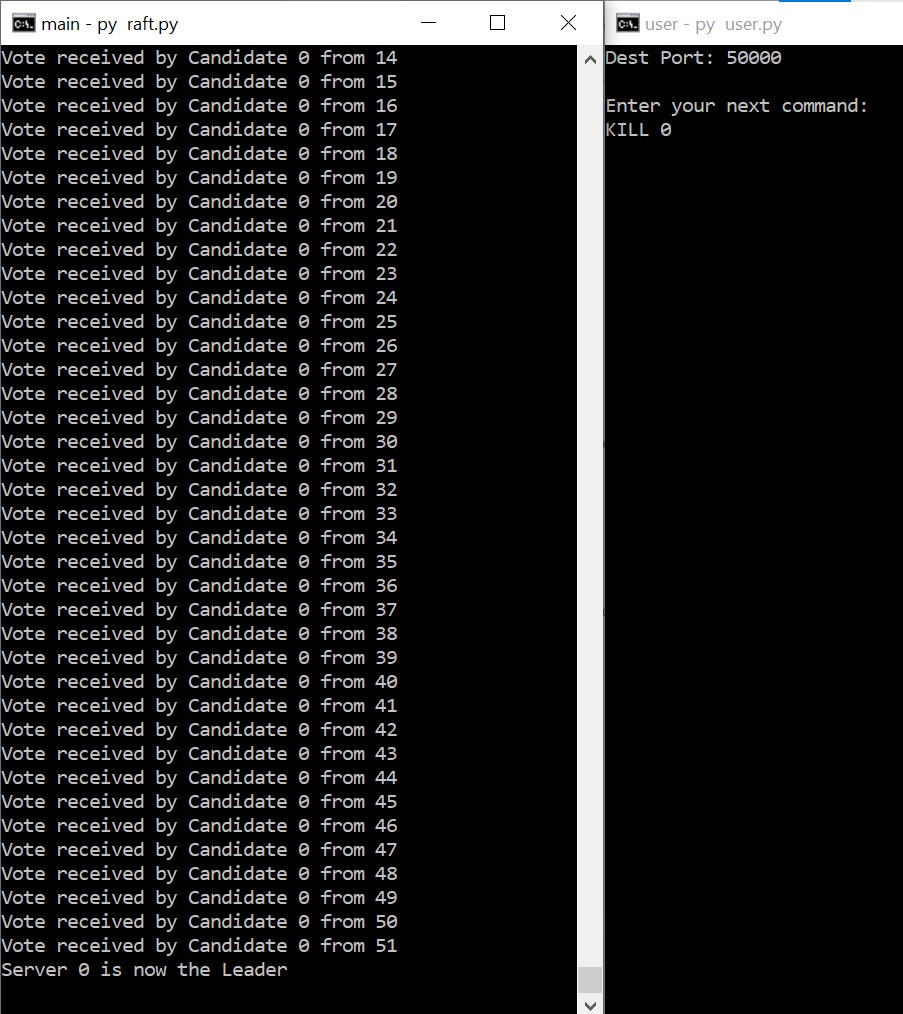 main - py raft.py
Vote received by Candidate 0 from 14
Vote received by Candidate 0 from 15
Vote received by Candidate 0 from 16
Vote received by Candidate 0 from 17
Vote received by Candidate 0 from 18
Vote received by Candidate 0 from 19
Vote received by Candidate 0 from 20
Vote received by Candidate 0 from 21
Vote received by Candidate 0 from 22
Vote received by Candidate 0 from 23
Vote received by Candidate 0 from 24
Vote received by Candidate 0 from 25
Vote received by Candidate 0 from 26
Vote received by Candidate 0 from 27
Vote received by Candidate 0 from 28
Vote received by Candidate 0 from 29
Vote received by Candidate 0 from 30
Vote received by Candidate 0 from 31
Vote received by Candidate 0 from 32
Vote received by Candidate 0 from 33
Vote received by Candidate 0 from 34
Vote received by Candidate 0 from 35
Vote received by Candidate 0 from 36
Vote received by Candidate 0 from 37
Vote received by Candidate 0 from 38
Vote received by Candidate 0 from 39
Vote received by Candidate 0 from 40
Vote received by Candidate 0 from 41
Vote received by Candidate 0 from 42
Vote received by Candidate 0 from 43
Vote received by Candidate 0 from 44
Vote received by Candidate 0 from 45
Vote received by Candidate 0 from 46
Vote received by Candidate 0 from 47
Vote received by Candidate 0 from 48
Vote received by Candidate 0 from 49
Vote received by Candidate 0 from 50
Vote received by Candidate 0 from 51
Server 0 is now the Leader
user - py user.py
Dest Port: 50000
Enter your next command:
KILL 0